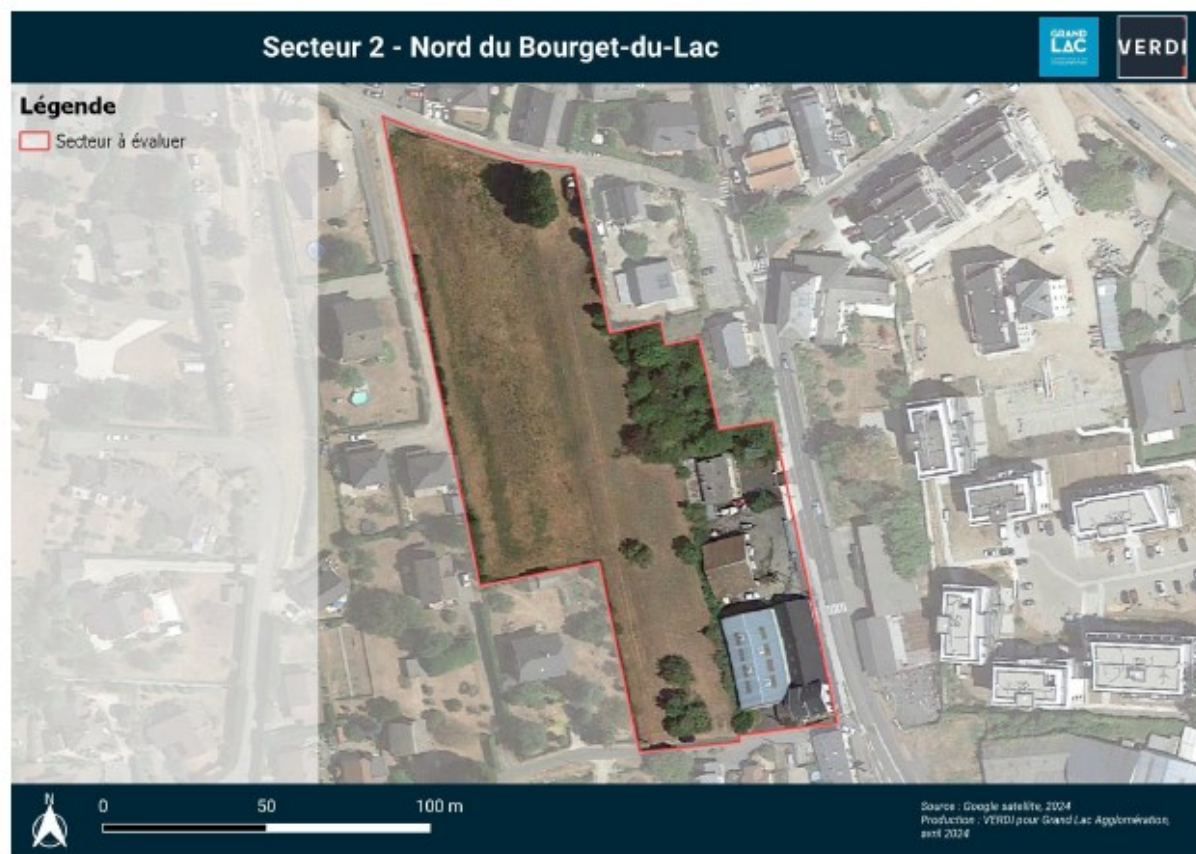 Secteur 2 - Nord du Bourget-du-Lac
GRAND
LAC
VERDI
Légende
Secteur à évaluer
N
0 50 100 m
Source : Google satellite, 2024
Production : VERDI pour Grand Lac Agglomération,
avril 2024